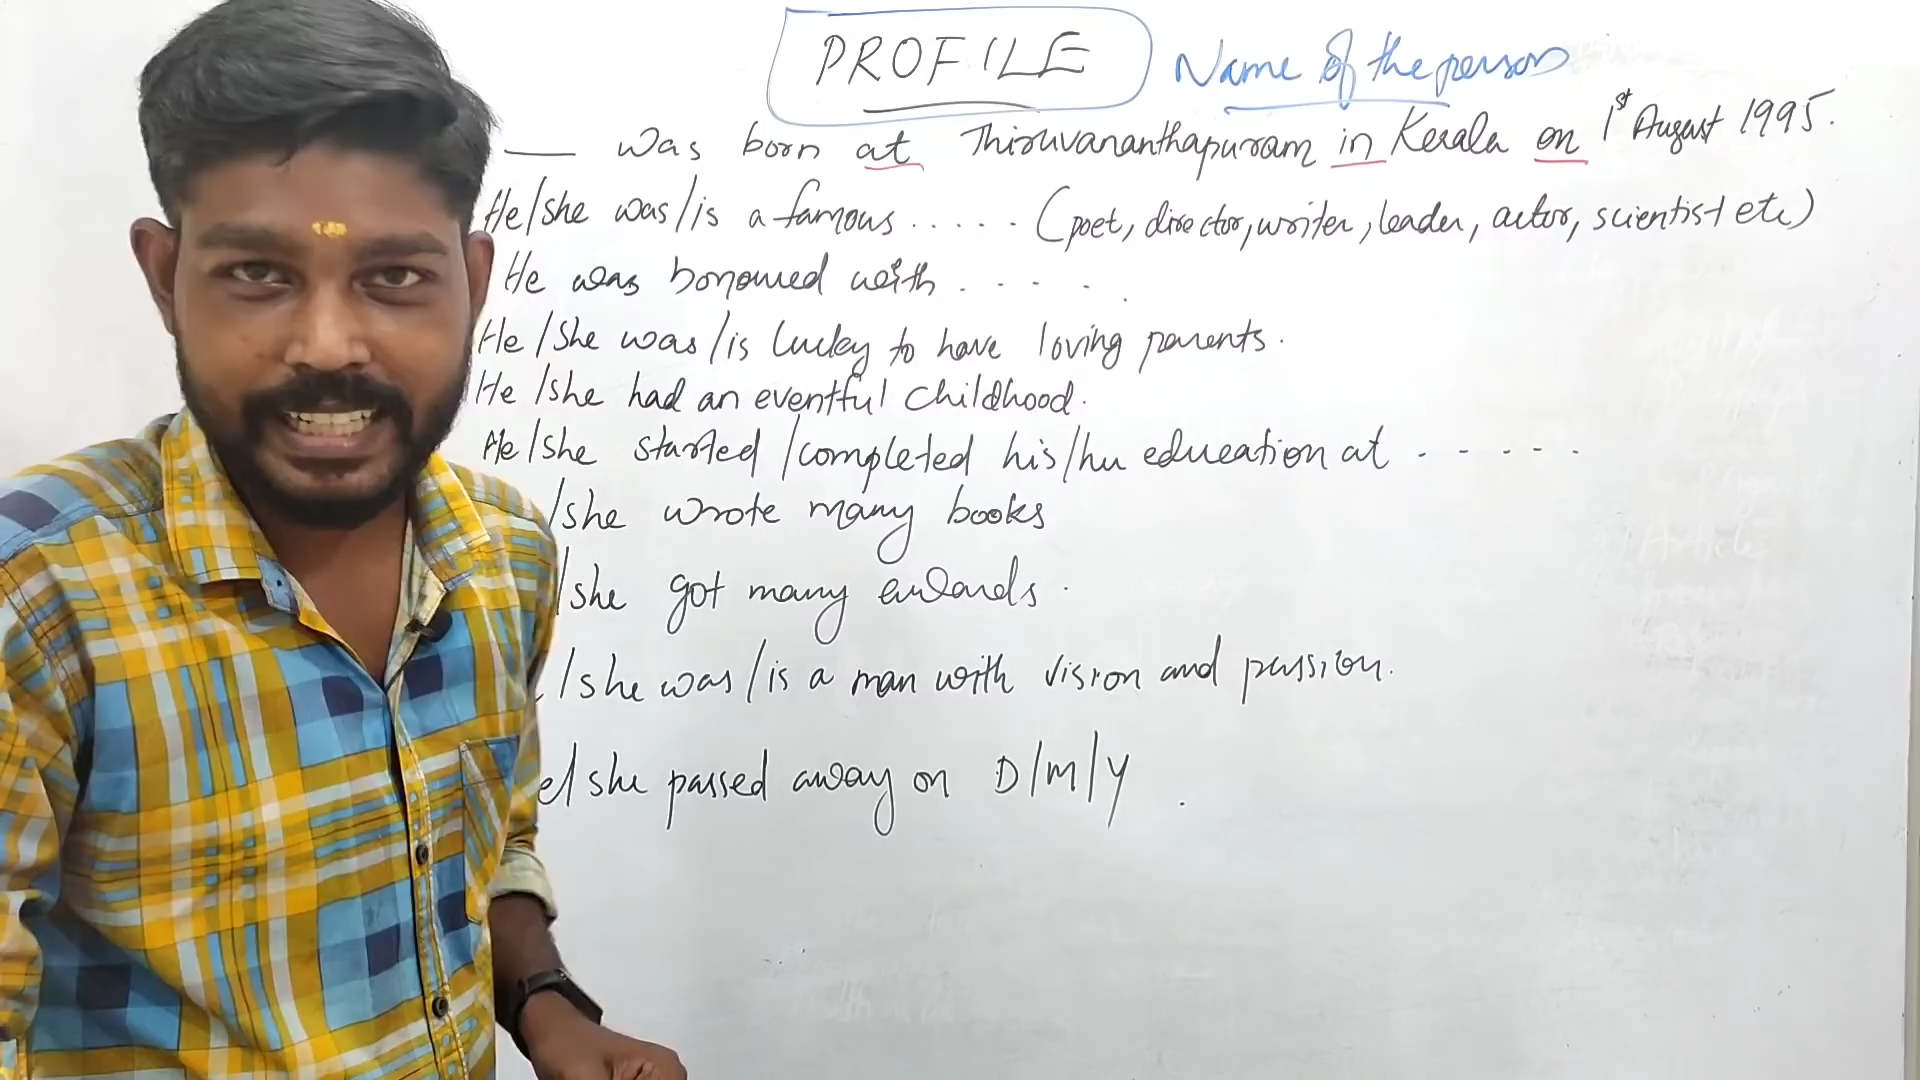 PROFILE Name of the person
____ was born at Thiruvananthapuram in Kerala on 1st August 1995.
He/she was/is a famous ..... (poet, director, writer, leader, actor, scientist etc)
He was honoured with .....
He/She was/is lucky to have loving parents.
He/she had an eventful childhood.
He/she started/completed his/her education at .....
/she wrote many books
/she got many awards.
/she was/is a man with vision and passion.
e/she passed away on D/M/Y.
Article